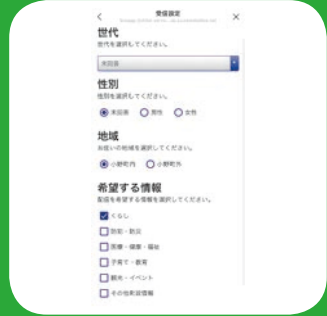 受信設定
世代
世代を選択してください。
未回答
性別
性別を選択してください。
未回答 男性 女性
地域
お住いの地域を選択してください。
小野町内 小野町外
希望する情報
配信を希望する情報を選択してください。
くらし
防犯・防災
医療・健康・福祉
子育て・教育
観光・イベント
その他町政情報